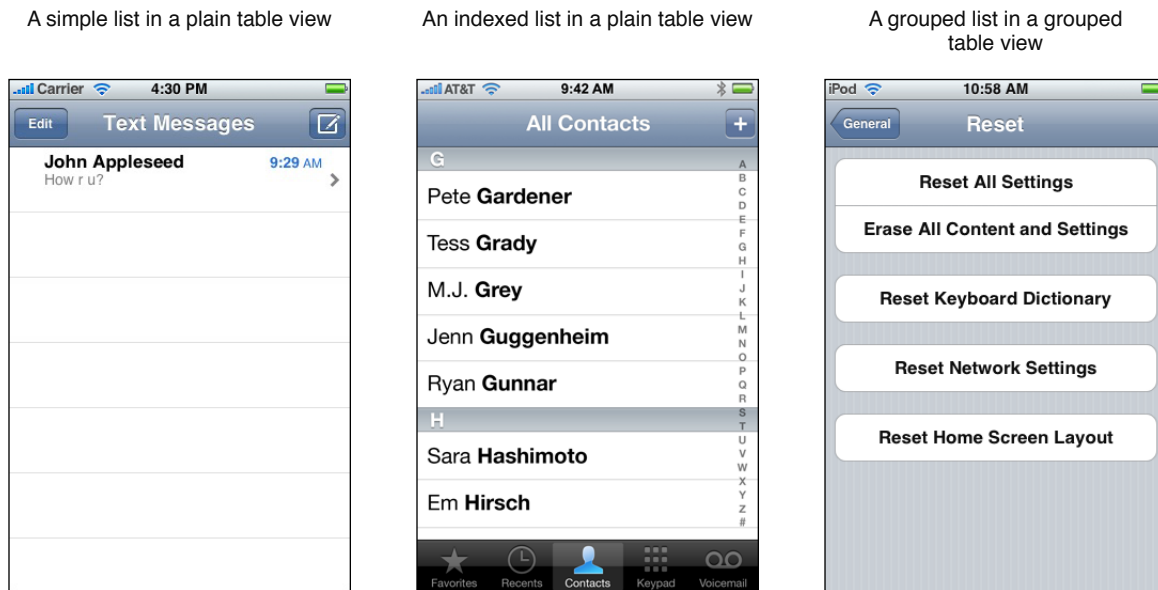 A simple list in a plain table view
An indexed list in a plain table view
A grouped list in a grouped
table view
Carrier 4:30 PM
Edit Text Messages
John Appleseed 9:29 AM
How r u?
AT&T 9:42 AM
All Contacts +
G
Pete Gardener
Tess Grady
M.J. Grey
Jenn Guggenheim
Ryan Gunnar
H
Sara Hashimoto
Em Hirsch
A
B
C
D
E
F
G
H
I
J
K
L
M
N
O
P
Q
R
S
T
U
V
W
X
Y
Z
#
Favorites Recents Contacts Keypad Voicemail
iPod 10:58 AM
General Reset
Reset All Settings
Erase All Content and Settings
Reset Keyboard Dictionary
Reset Network Settings
Reset Home Screen Layout